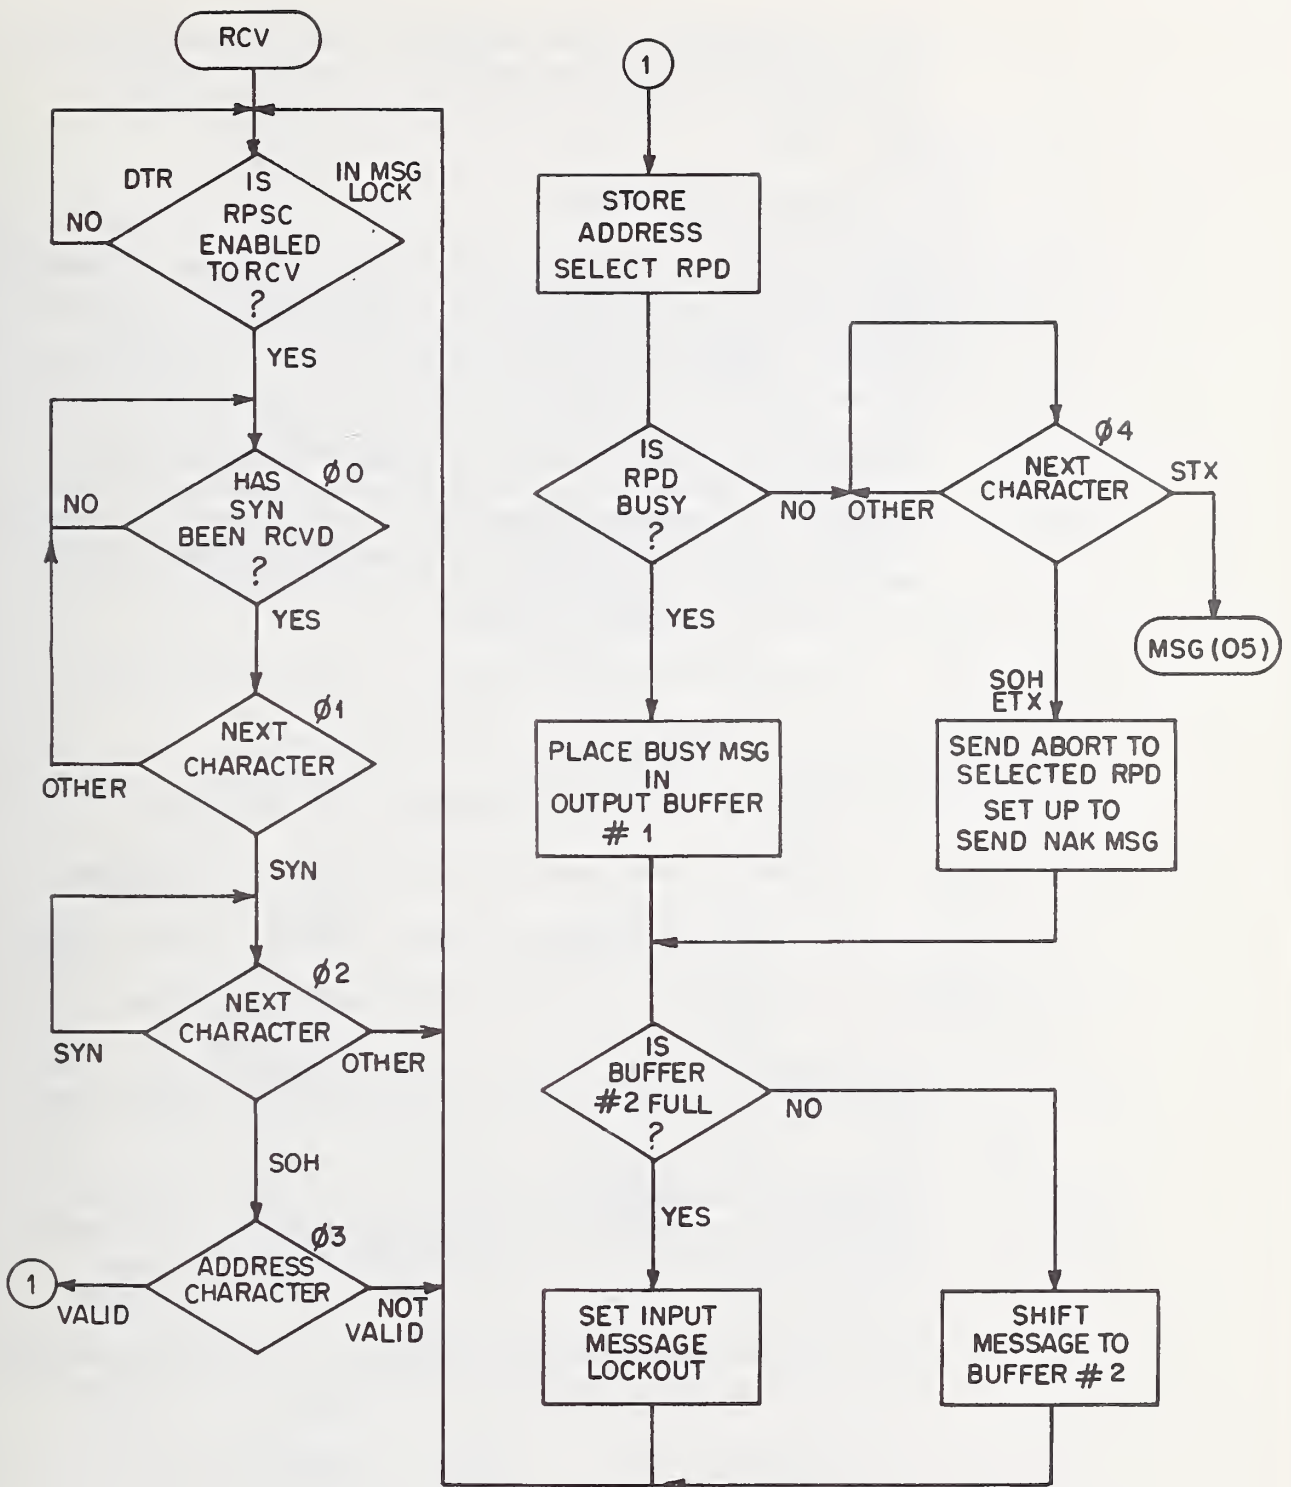 RCV
DTR
IN MSG
LOCK
IS
RPSC
ENABLED
TO RCV
?
NO
YES
Ø0
HAS
SYN
BEEN RCVD
?
NO
YES
Ø1
NEXT
CHARACTER
OTHER
SYN
Ø2
NEXT
CHARACTER
SYN
OTHER
SOH
Ø3
ADDRESS
CHARACTER
1
VALID
NOT
VALID
1
STORE
ADDRESS
SELECT RPD
IS
RPD
BUSY
?
NO
YES
Ø4
NEXT
CHARACTER
OTHER
STX
MSG (05)
SOH
ETX
PLACE BUSY MSG
IN
OUTPUT BUFFER
# 1
SEND ABORT TO
SELECTED RPD
SET UP TO
SEND NAK MSG
IS
BUFFER
#2 FULL
?
NO
YES
SET INPUT
MESSAGE
LOCKOUT
SHIFT
MESSAGE TO
BUFFER # 2